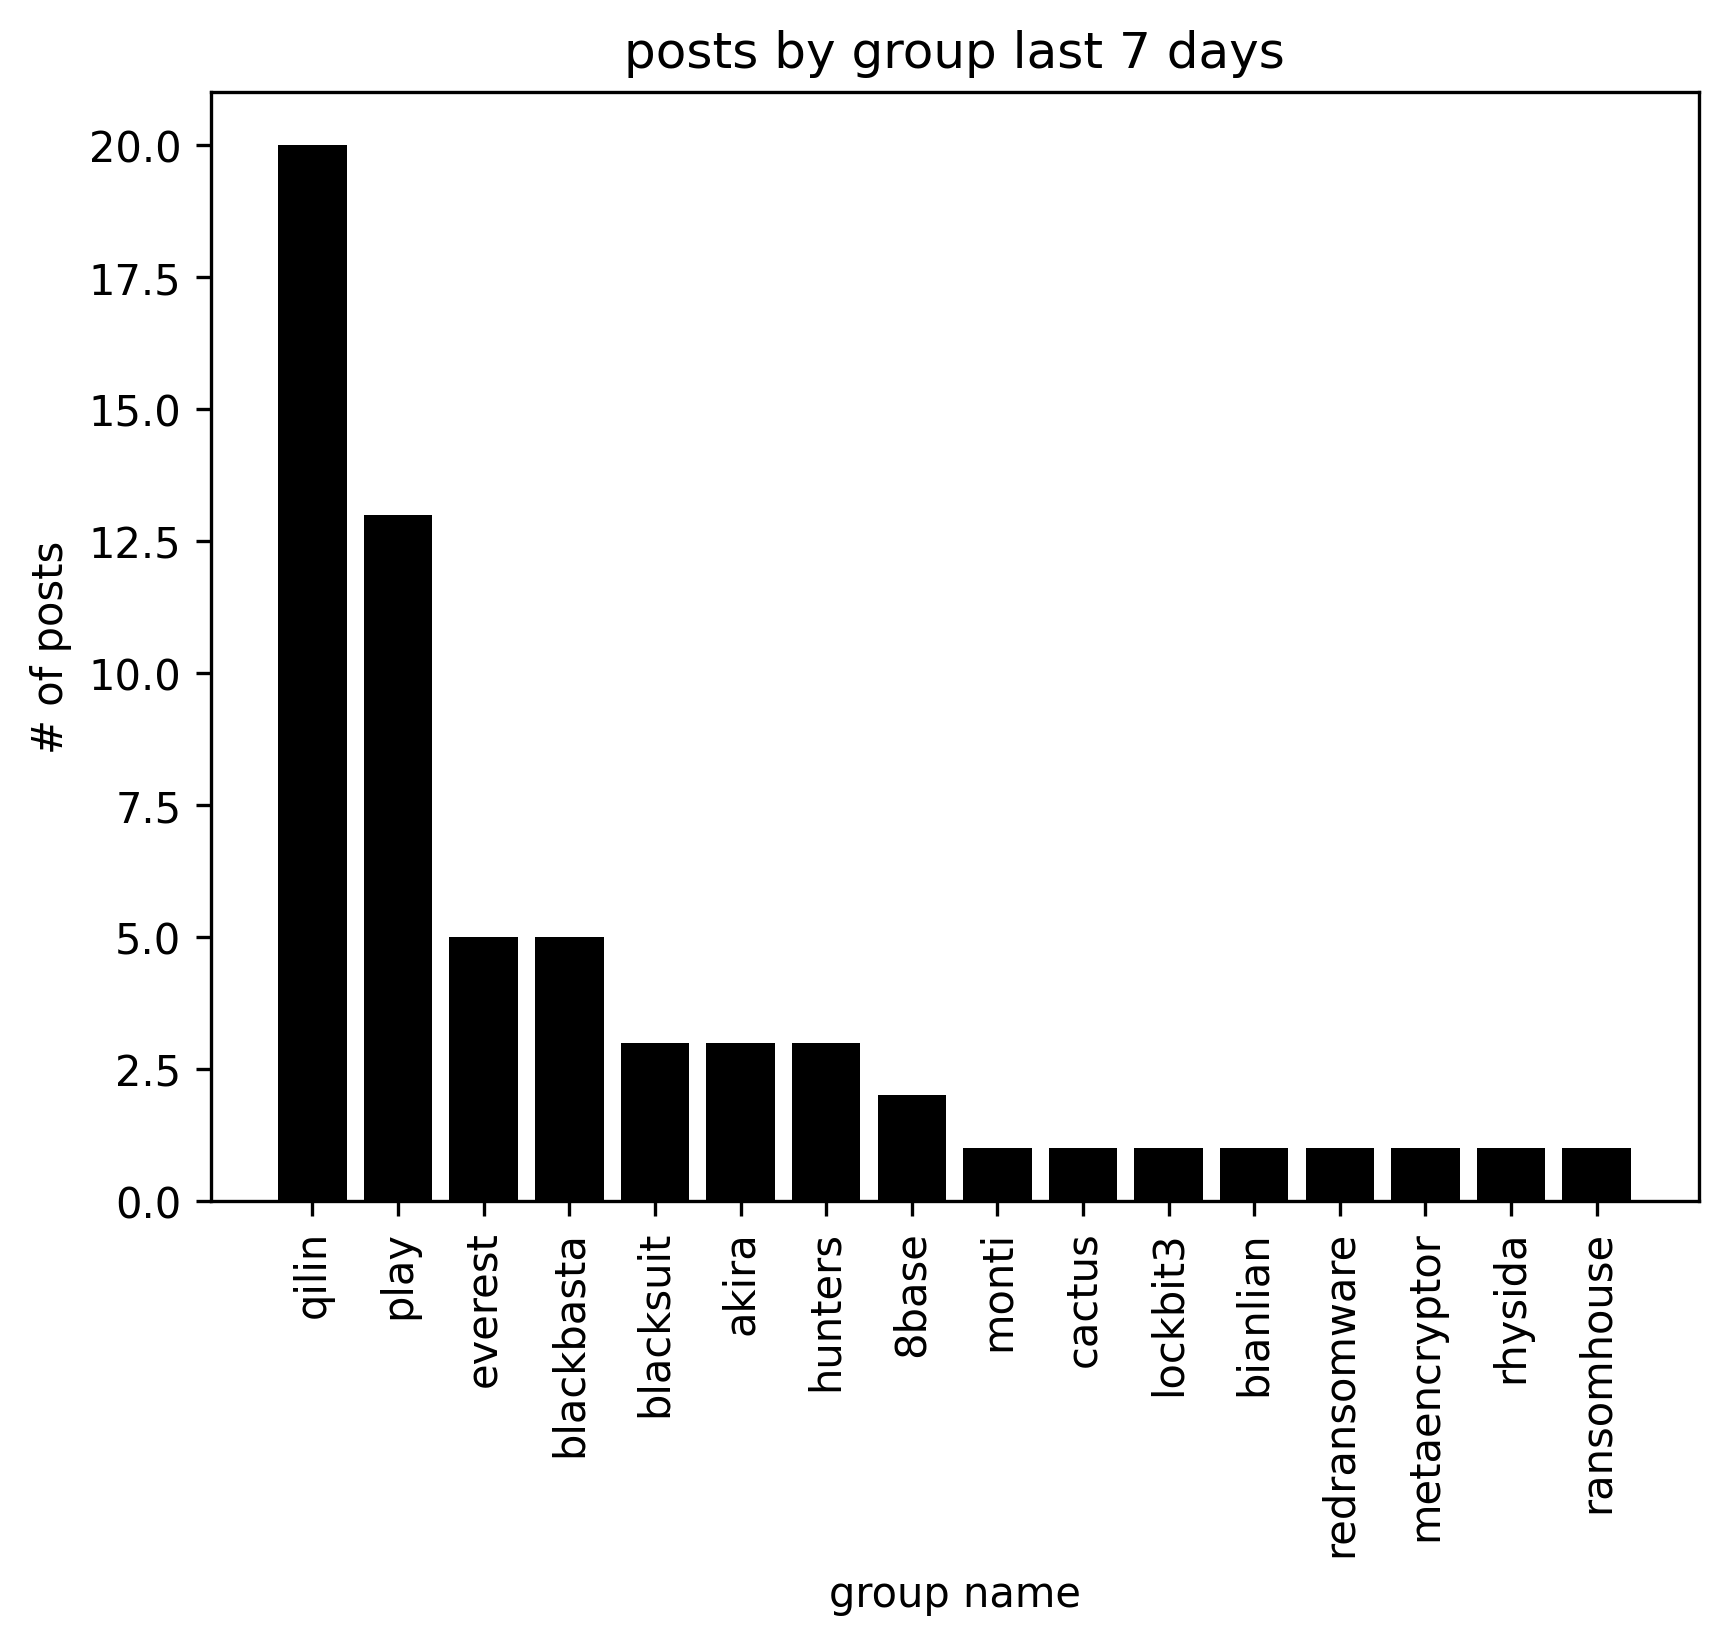 posts by group last 7 days
# of posts
20.0
17.5
15.0
12.5
10.0
7.5
5.0
2.5
0.0
qilin
play
everest
blackbasta
blacksuit
akira
hunters
8base
monti
cactus
lockbit3
bianlian
redransomware
metaencryptor
rhysida
ransomhouse
group name